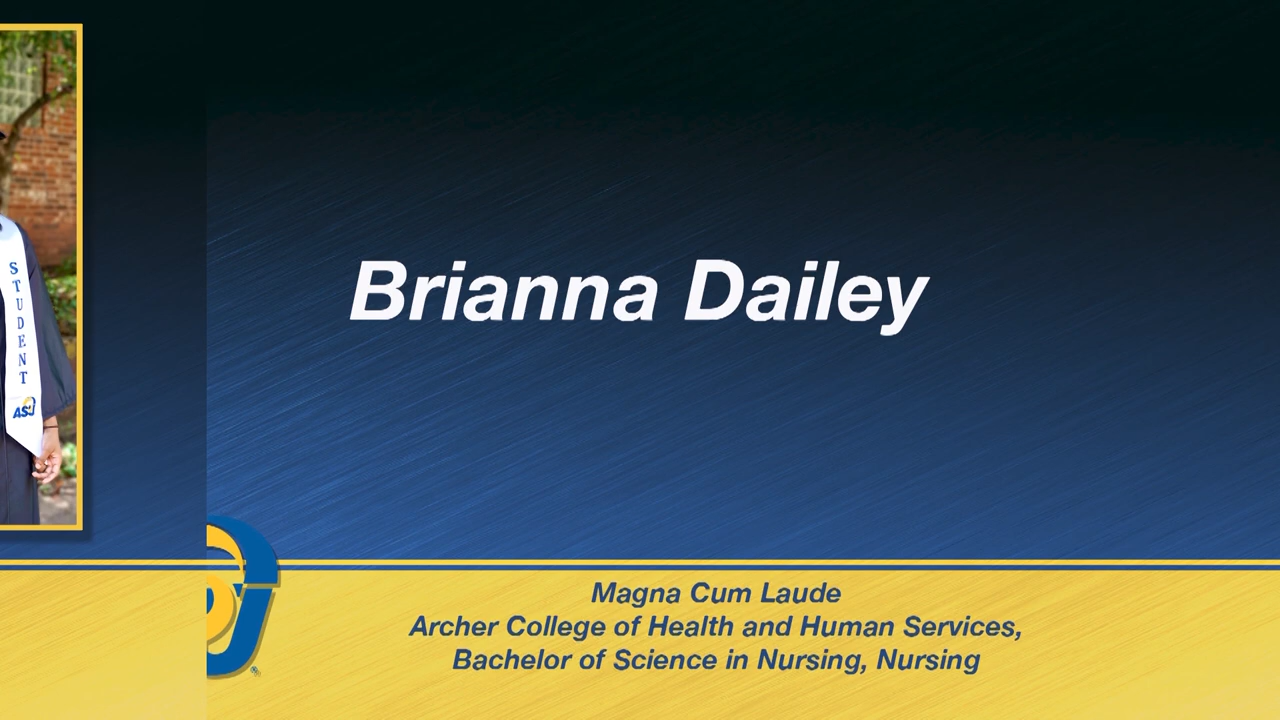 STUDENT
ASU
Brianna Dailey
Magna Cum Laude
Archer College of Health and Human Services,
Bachelor of Science in Nursing, Nursing
®